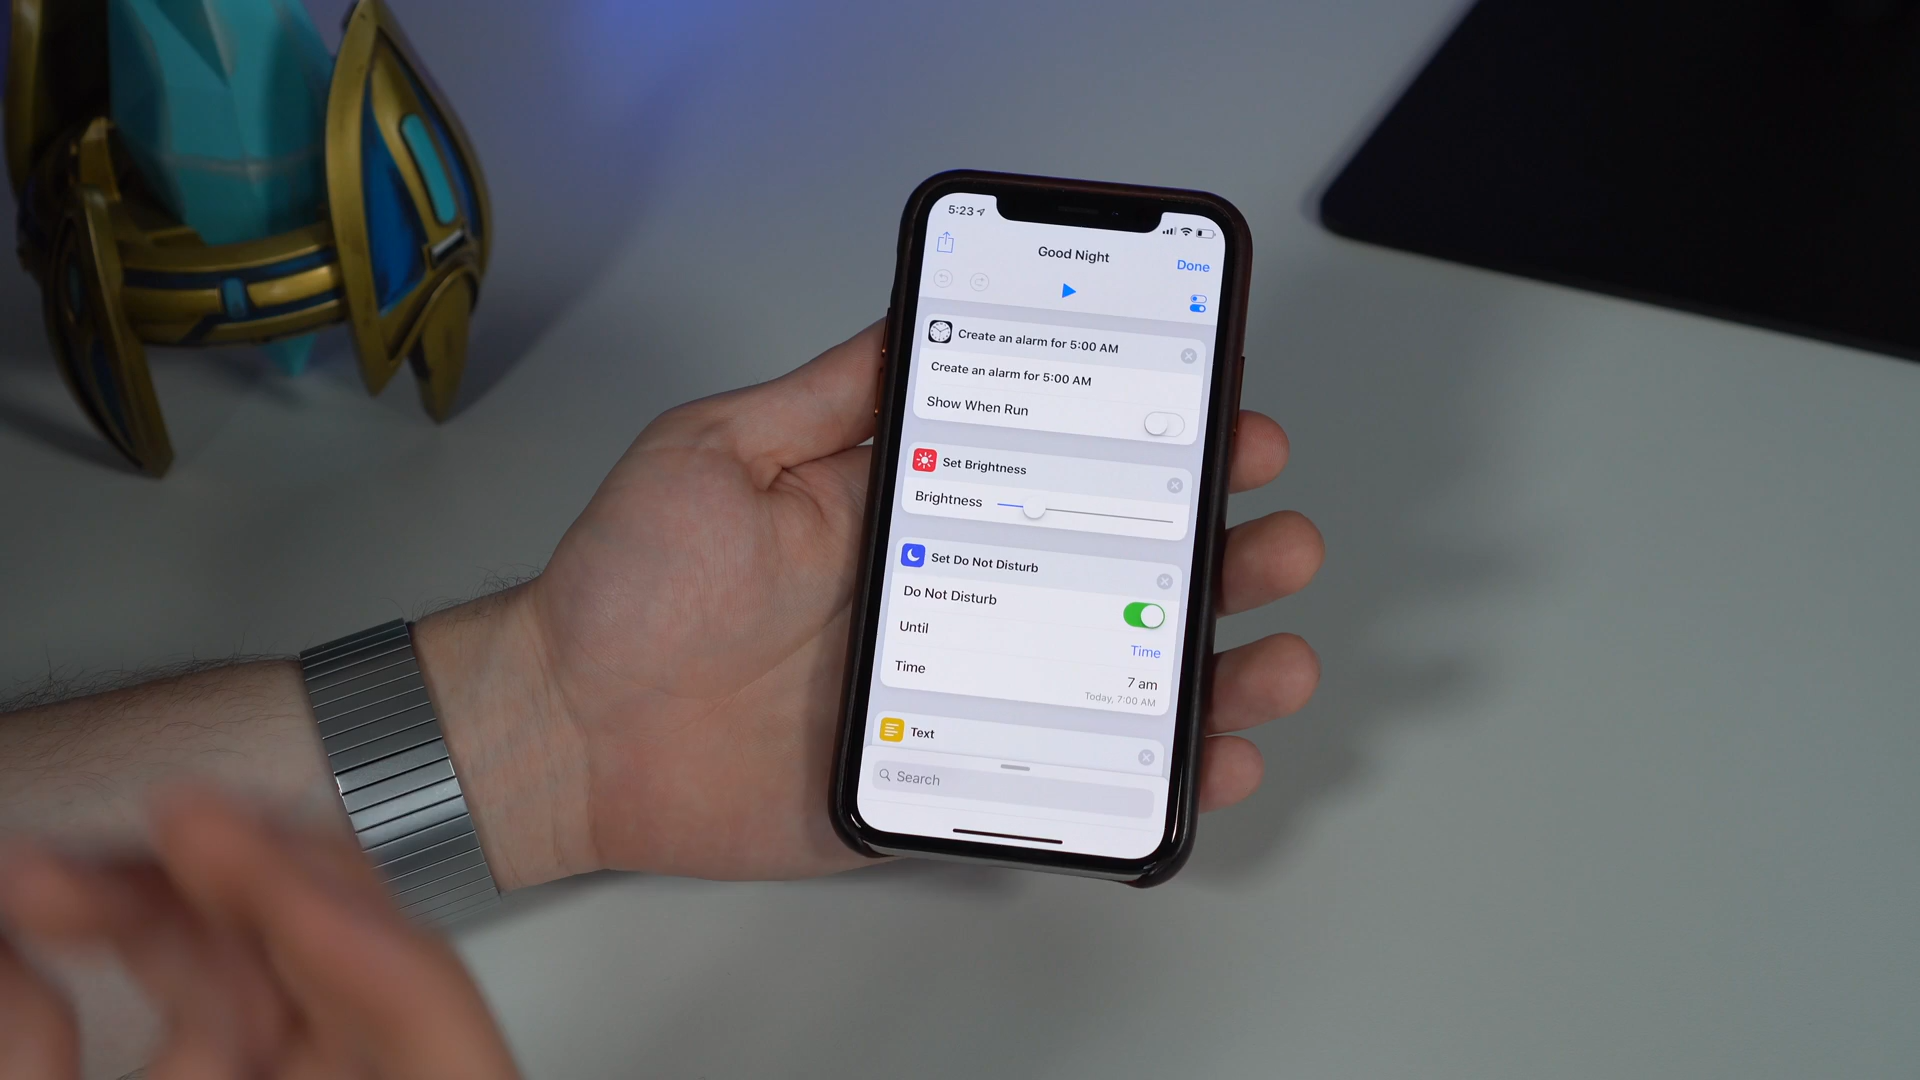 5:23
Good Night
Done
Create an alarm for 5:00 AM
Create an alarm for 5:00 AM
Show When Run
Set Brightness
Brightness
Set Do Not Disturb
Do Not Disturb
Until
Time
Time
7 am
Today, 7:00 AM
Text
Search